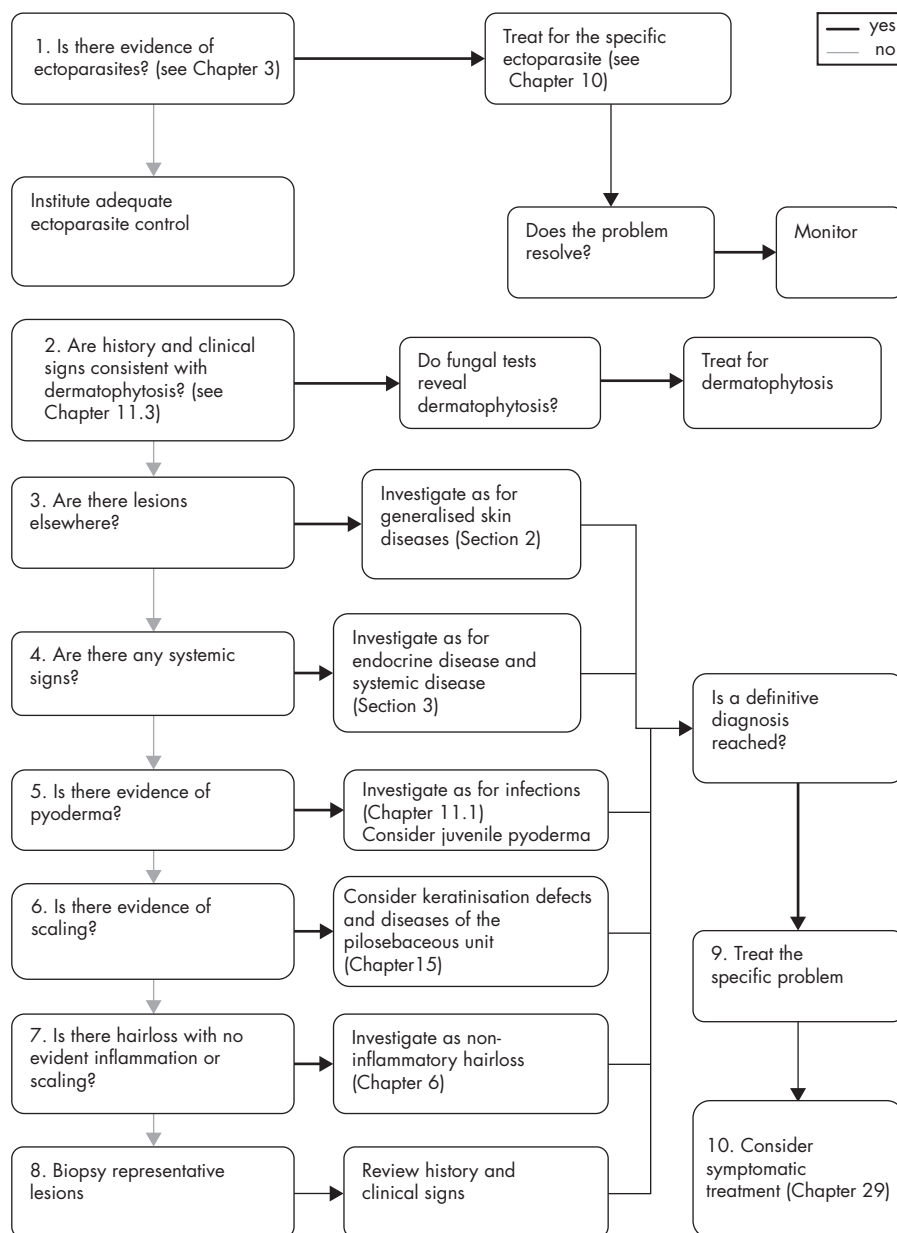 1. Is there evidence of
ectoparasites? (see Chapter 3)
Treat for the specific
ectoparasite (see
Chapter 10)
yes
no
Institute adequate
ectoparasite control
Does the problem
resolve?
Monitor
2. Are history and clinical
signs consistent with
dermatophytosis? (see
Chapter 11.3)
Do fungal tests
reveal
dermatophytosis?
Treat for
dermatophytosis
3. Are there lesions
elsewhere?
Investigate as for
generalised skin
diseases (Section 2)
4. Are there any systemic
signs?
Investigate as for
endocrine disease and
systemic disease
(Section 3)
Is a definitive
diagnosis
reached?
5. Is there evidence of
pyoderma?
Investigate as for infections
(Chapter 11.1)
Consider juvenile pyoderma
6. Is there evidence of
scaling?
Consider keratinisation defects
and diseases of the
pilosebaceous unit
(Chapter15)
9. Treat the
specific problem
7. Is there hairloss with no
evident inflammation or
scaling?
Investigate as non-
inflammatory hairloss
(Chapter 6)
8. Biopsy representative
lesions
Review history and
clinical signs
10. Consider
symptomatic
treatment (Chapter 29)